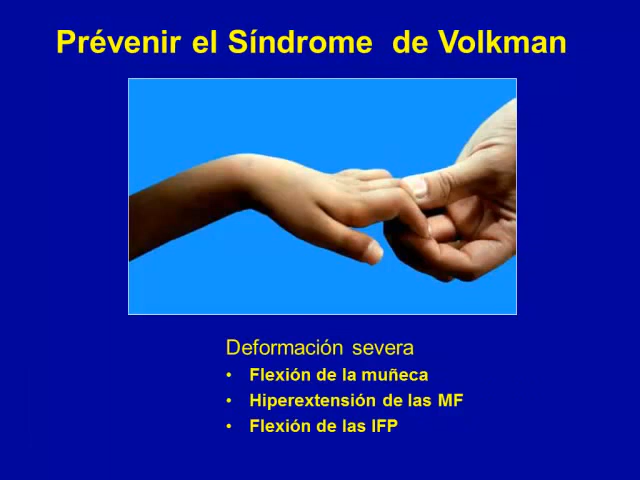 Prévenir el Síndrome  de Volkman
Deformación severa
• Flexión de la muñeca
• Hiperextensión de las MF
• Flexión de las IFP